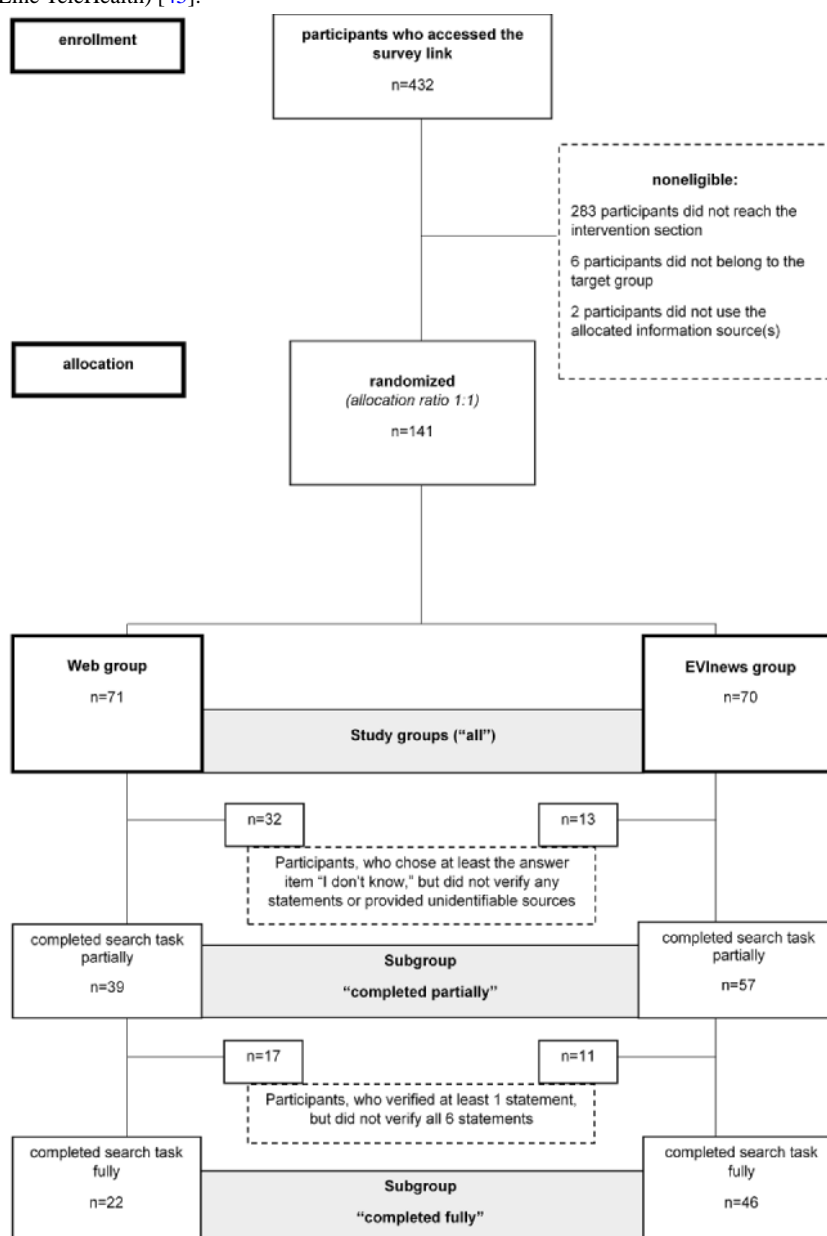 Line TeleHealth) [45].
enrollment
participants who accessed the
survey link
n=432
noneligible:
283 participants did not reach the
intervention section
6 participants did not belong to the
target group
2 participants did not use the
allocated information source(s)
allocation
randomized
(allocation ratio 1:1)
n=141
Web group
n=71
EVInews group
n=70
Study groups (“all”)
n=32
n=13
Participants, who chose at least the answer
item “I don’t know,” but did not verify any
statements or provided unidentifiable sources
completed search task
partially
n=39
Subgroup
“completed partially”
completed search task
partially
n=57
n=17
n=11
Participants, who verified at least 1 statement,
but did not verify all 6 statements
completed search task
fully
n=22
Subgroup
“completed fully”
completed search task
fully
n=46